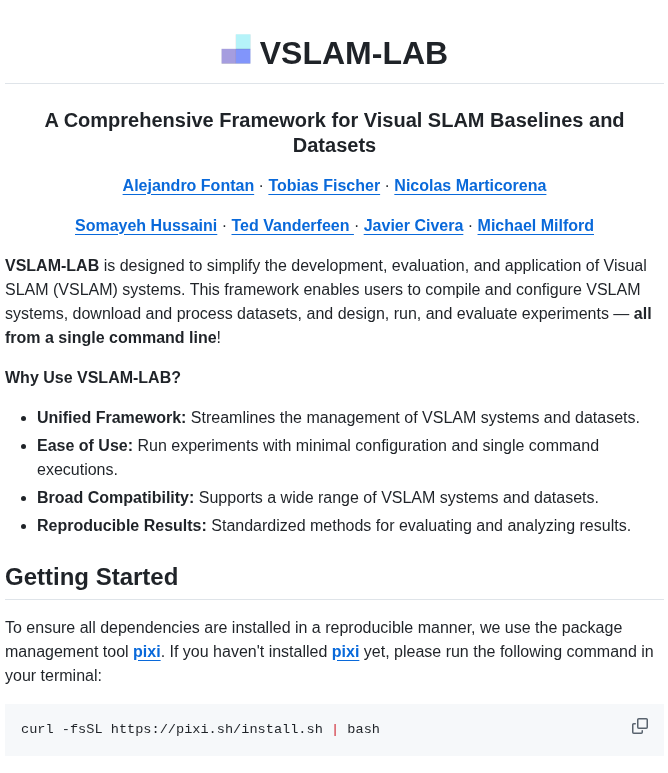 VSLAM-LAB
A Comprehensive Framework for Visual SLAM Baselines and
Datasets
Alejandro Fontan · Tobias Fischer · Nicolas Marticorena
Somayeh Hussaini · Ted Vanderfeen · Javier Civera · Michael Milford
VSLAM-LAB is designed to simplify the development, evaluation, and application of Visual
SLAM (VSLAM) systems. This framework enables users to compile and configure VSLAM
systems, download and process datasets, and design, run, and evaluate experiments — all
from a single command line!
Why Use VSLAM-LAB?
• Unified Framework: Streamlines the management of VSLAM systems and datasets.
• Ease of Use: Run experiments with minimal configuration and single command
executions.
• Broad Compatibility: Supports a wide range of VSLAM systems and datasets.
• Reproducible Results: Standardized methods for evaluating and analyzing results.
Getting Started
To ensure all dependencies are installed in a reproducible manner, we use the package
management tool pixi. If you haven't installed pixi yet, please run the following command in
your terminal:
curl -fsSL https://pixi.sh/install.sh | bash